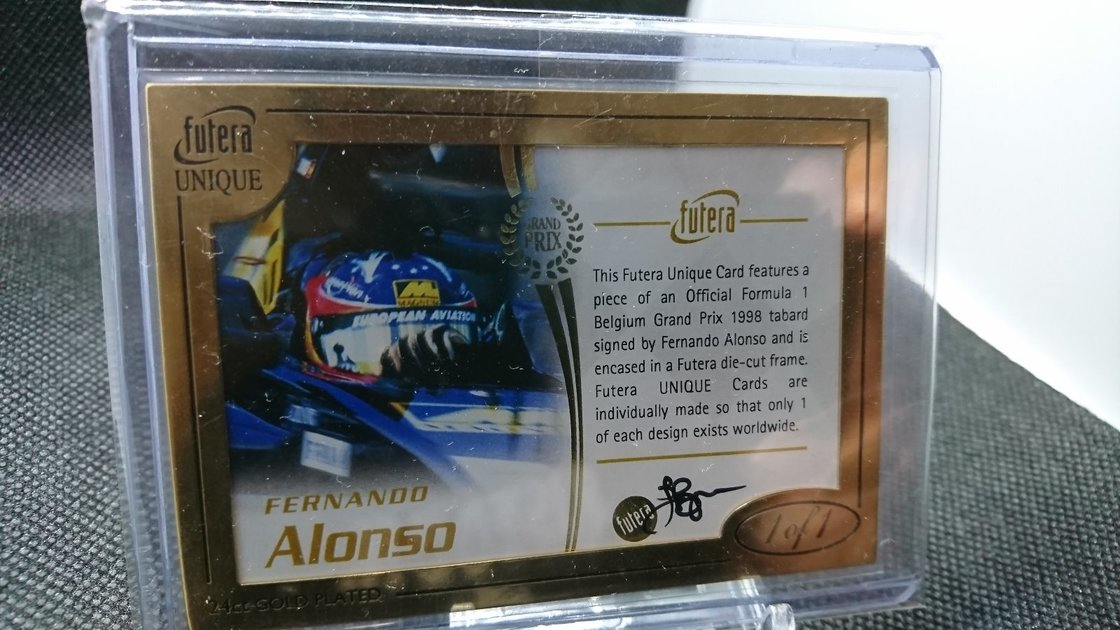 futera
UNIQUE
GRAND
PRIX
ML
MAGNUM
EUROPEAN AVIATION
futera
This Futera Unique Card features a
piece of an Official Formula 1
Belgium Grand Prix 1998 tabard
signed by Fernando Alonso and is
encased in a Futera die-cut frame.
Futera UNIQUE Cards are
individually made so that only 1
of each design exists worldwide.
FERNANDO
Alonso
futera
1 of 1
24ct GOLD PLATED